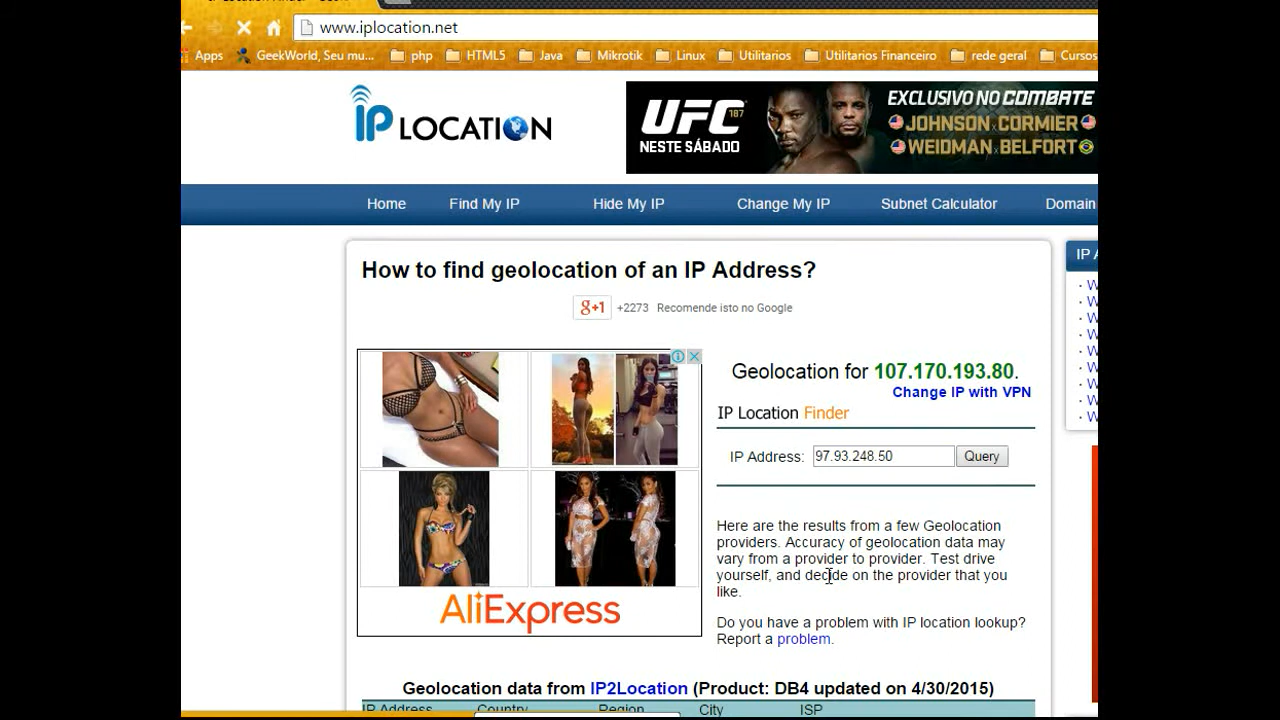 www.iplocation.net
Apps
GeekWorld, Seu mu...
php
HTML5
Java
Mikrotik
Linux
Utilitarios
Utilitarios Financeiro
rede geral
Cursos
IP LOCATION
UFC 187
NESTE SÁBADO
EXCLUSIVO NO COMBATE
JOHNSON x CORMIER
WEIDMAN x BELFORT
Home
Find My IP
Hide My IP
Change My IP
Subnet Calculator
Domain
How to find geolocation of an IP Address?
g+1 +2273 Recomende isto no Google
AliExpress
Geolocation for 107.170.193.80.
Change IP with VPN
IP Location Finder
IP Address: 97.93.248.50 Query
Here are the results from a few Geolocation
providers. Accuracy of geolocation data may
vary from a provider to provider. Test drive
yourself, and decide on the provider that you
like.
Do you have a problem with IP location lookup?
Report a problem.
Geolocation data from IP2Location (Product: DB4 updated on 4/30/2015)
IP Address Country Region City ISP